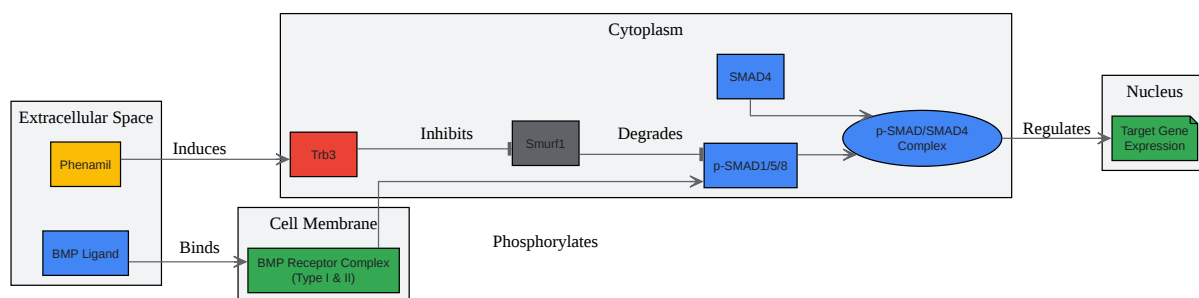 Cytoplasm
SMAD4
Extracellular Space
Nucleus
Phenamil
Induces
Trb3
Inhibits
Smurf1
Degrades
p-SMAD1/5/8
p-SMAD/SMAD4
Complex
Regulates
Target Gene
Expression
Cell Membrane
BMP Ligand
Binds
BMP Receptor Complex
(Type I & II)
Phosphorylates